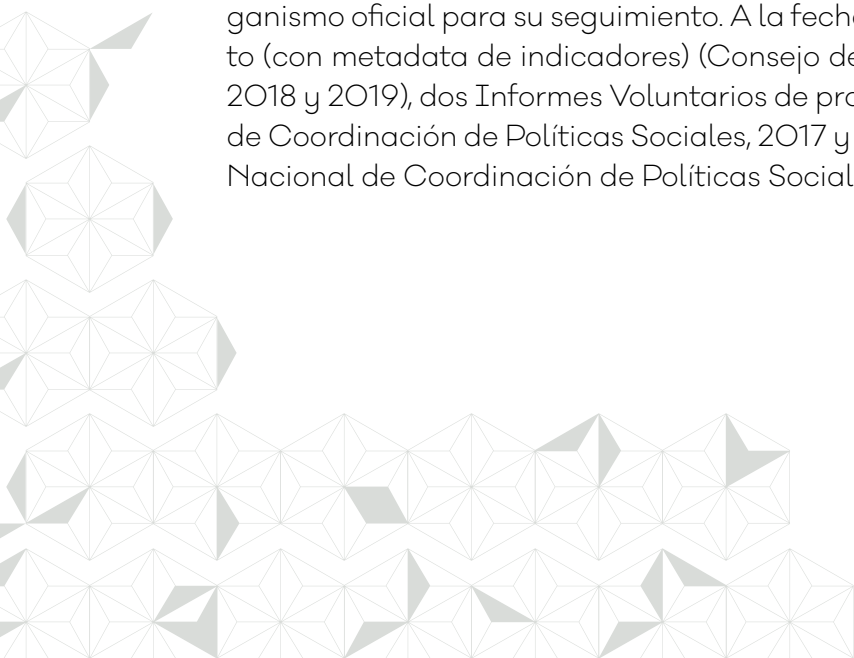 ganismo oficial para su seguimiento. A la fech
to (con metadata de indicadores) (Consejo de
2018 y 2019), dos Informes Voluntarios de pro
de Coordinación de Políticas Sociales, 2017 y
Nacional de Coordinación de Políticas Social